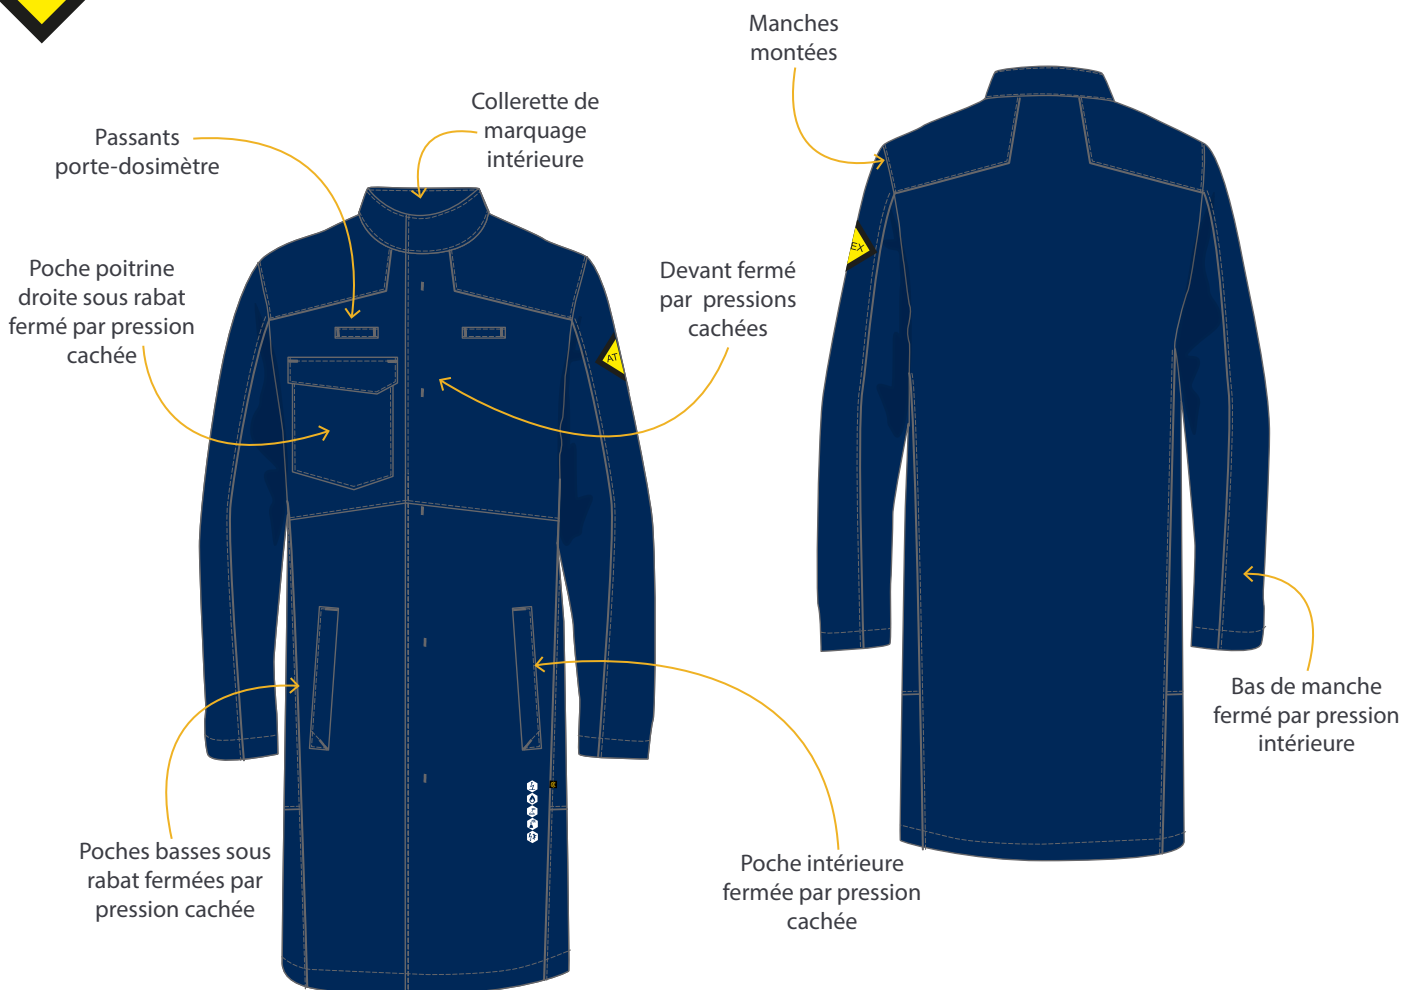 Manches
montées
Collerette de
marquage
intérieure
Passants
porte-dosimètre
Poche poitrine
droite sous rabat
fermé par pression
cachée
Devant fermé
par pressions
cachées
EX
AT
Bas de manche
fermé par pression
intérieure
Poches basses sous
rabat fermées par
pression cachée
Poche intérieure
fermée par pression
cachée